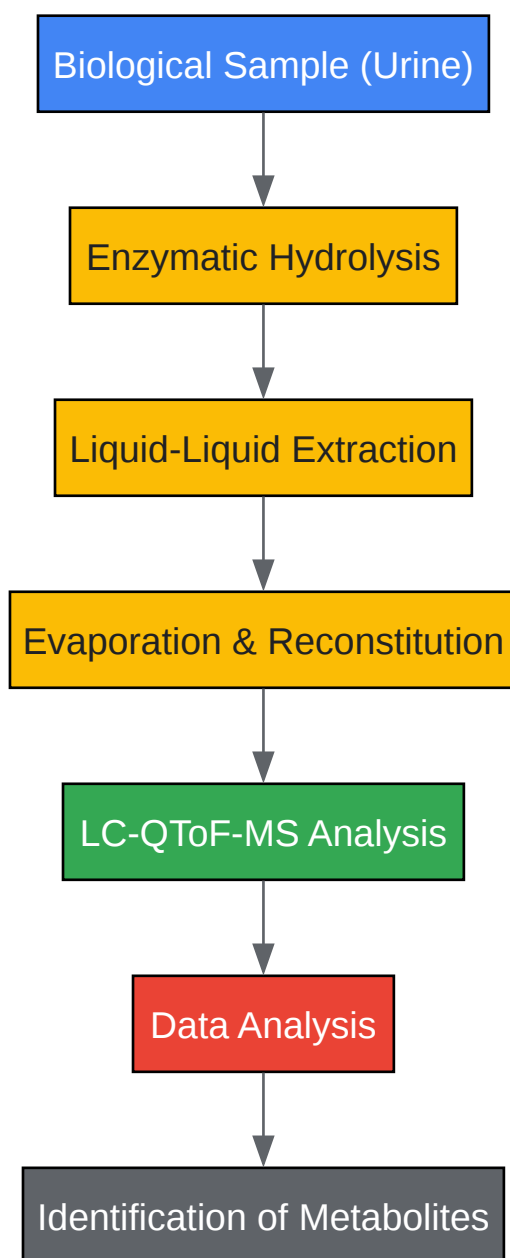 Biological Sample (Urine)
Enzymatic Hydrolysis
Liquid-Liquid Extraction
Evaporation & Reconstitution
LC-QToF-MS Analysis
Data Analysis
Identification of Metabolites